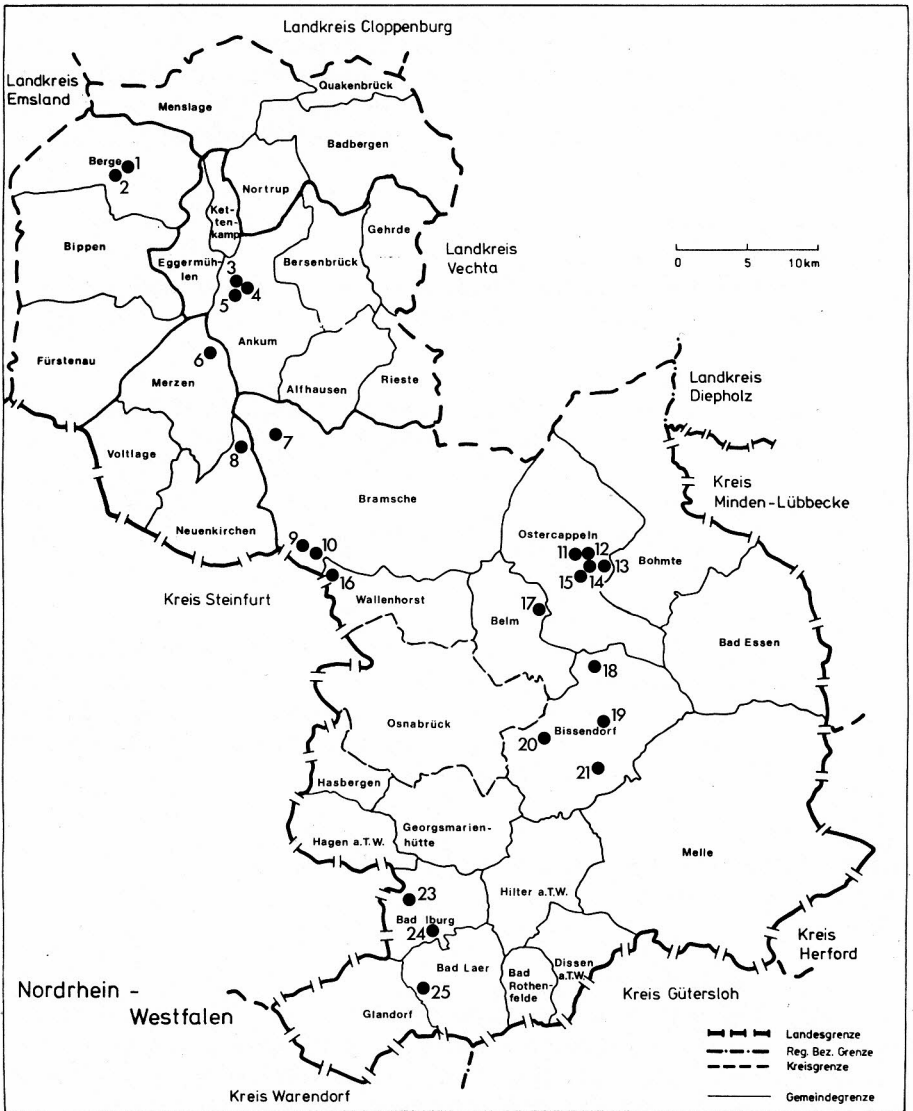 Landkreis Cloppenburg
Landkreis
Emsland
Quakenbrück
Menslage
Badbergen
Berge
1
2
Nortrup
Ket-
ten-
kamp
Gehrde
Bippen
Eggermüh-
len
Bersenbrück
Landkreis
Vechta
0 5 10km
3
4
5
Ankum
Fürstenau
6
Merzen
Alfhausen
Rieste
Landkreis
Diepholz
7
8
Voltlage
Bramsche
Kreis
Minden-Lübbecke
Neuenkirchen
Ostercappeln
9
10
11
12
13
14
15
Bohmte
16
Kreis Steinfurt
Wallenhorst
Belm
17
Bad Essen
18
Osnabrück
19
Bissendorf
20
21
Hasbergen
Georgsmarien-
hütte
Hagen a.T.W.
Melle
Hilter a.T.W.
23
Bad Iburg
24
Kreis
Herford
Bad Laer
Bad
Rothen-
felde
Dissen
a.T.W.
25
Glandorf
Kreis Gütersloh
Nordrhein -
Westfalen
Kreis Warendorf
Landesgrenze
Reg. Bez. Grenze
Kreisgrenze
Gemeindegrenze